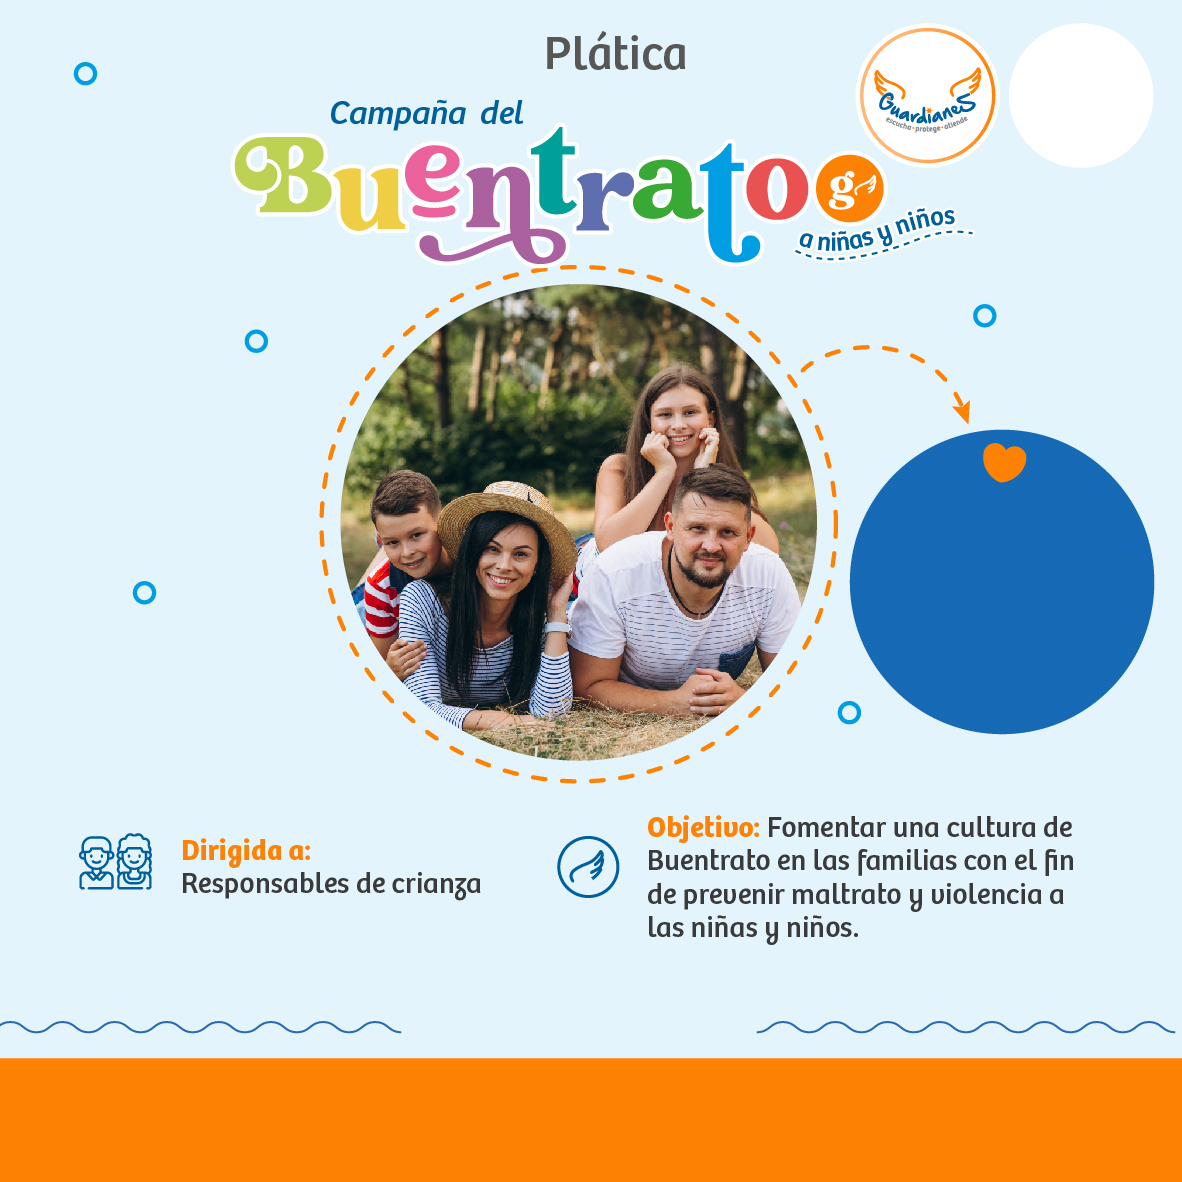 Plática
Campaña del
Buentrato
g
a niñas y niños
Guardianes
escucha • protege • atiende
Dirigida a:
Responsables de crianza
Objetivo: Fomentar una cultura de
Buentrato en las familias con el fin
de prevenir maltrato y violencia a
las niñas y niños.